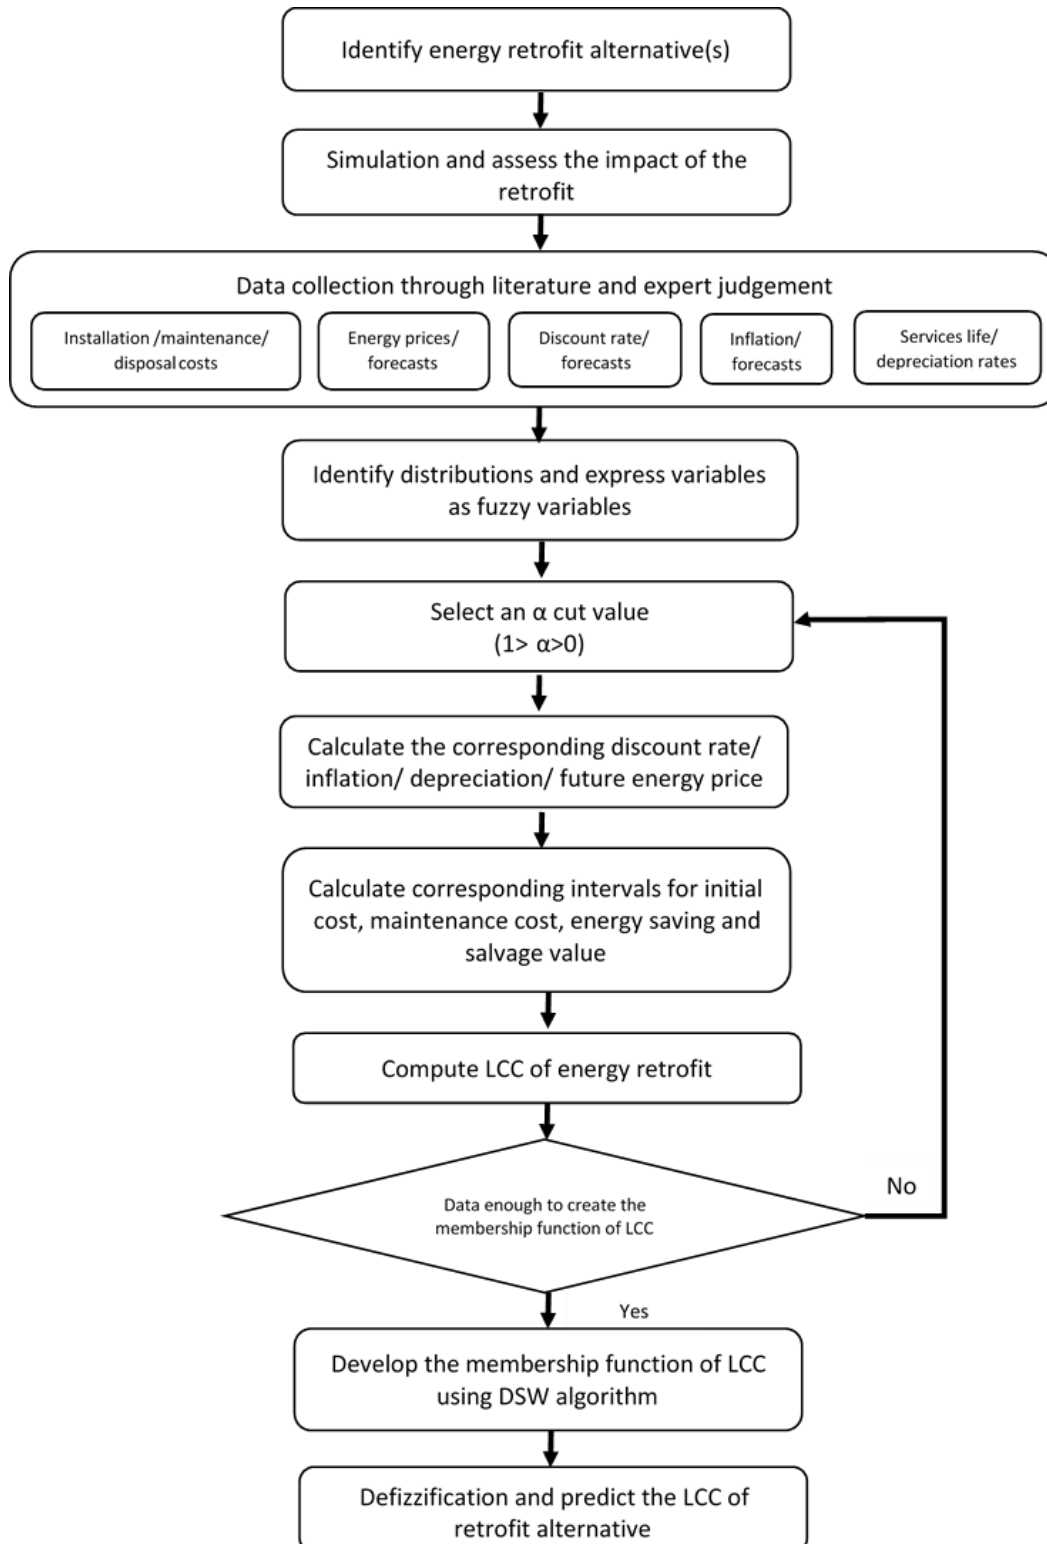 Identify energy retrofit alternative(s)
Simulation and assess the impact of the
retrofit
Data collection through literature and expert judgement
Installation /maintenance/
disposal costs
Energy prices/
forecasts
Discount rate/
forecasts
Inflation/
forecasts
Services life/
depreciation rates
Identify distributions and express variables
as fuzzy variables
Select an α cut value
(1> α>0)
Calculate the corresponding discount rate/
inflation/ depreciation/ future energy price
Calculate corresponding intervals for initial
cost, maintenance cost, energy saving and
salvage value
Compute LCC of energy retrofit
Data enough to create the
membership function of LCC
No
Yes
Develop the membership function of LCC
using DSW algorithm
Defizzification and predict the LCC of
retrofit alternative